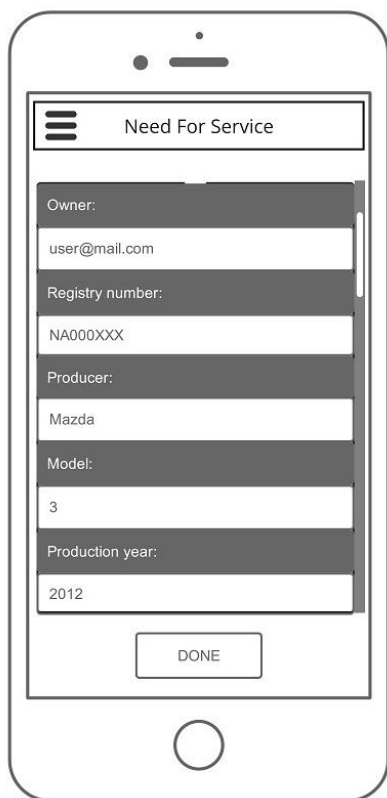 Need For Service
Owner:
user@mail.com
Registry number:
NA000XXX
Producer:
Mazda
Model:
3
Production year:
2012
DONE